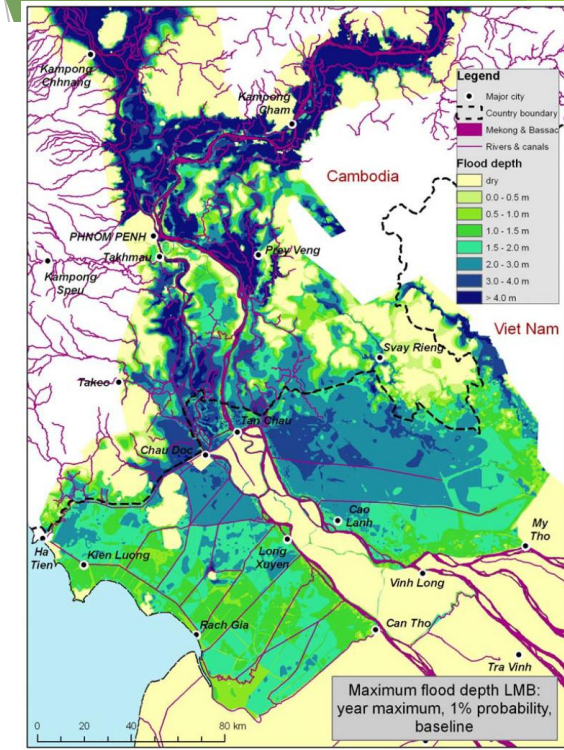 Kampong
Chhnang
Kampong
Cham
Legend
Major city
Country boundary
Mekong & Bassac
Rivers & canals
Flood depth
dry
0.0 - 0.5 m
0.5 - 1.0 m
1.0 - 1.5 m
1.5 - 2.0 m
2.0 - 3.0 m
3.0 - 4.0 m
> 4.0 m
Cambodia
PHNOM PENH
Takhmau
Prey Veng
Kampong
Speu
Viet Nam
Svay Rieng
Takeo
Tan Chau
Chau Doc
Cao
Lanh
My
Tho
Ha
Tien
Kien Luong
Long
Xuyen
Vinh Long
Rach Gia
Can Tho
Tra Vinh
Maximum flood depth LMB:
year maximum, 1% probability,
baseline
0 20 40 80 km